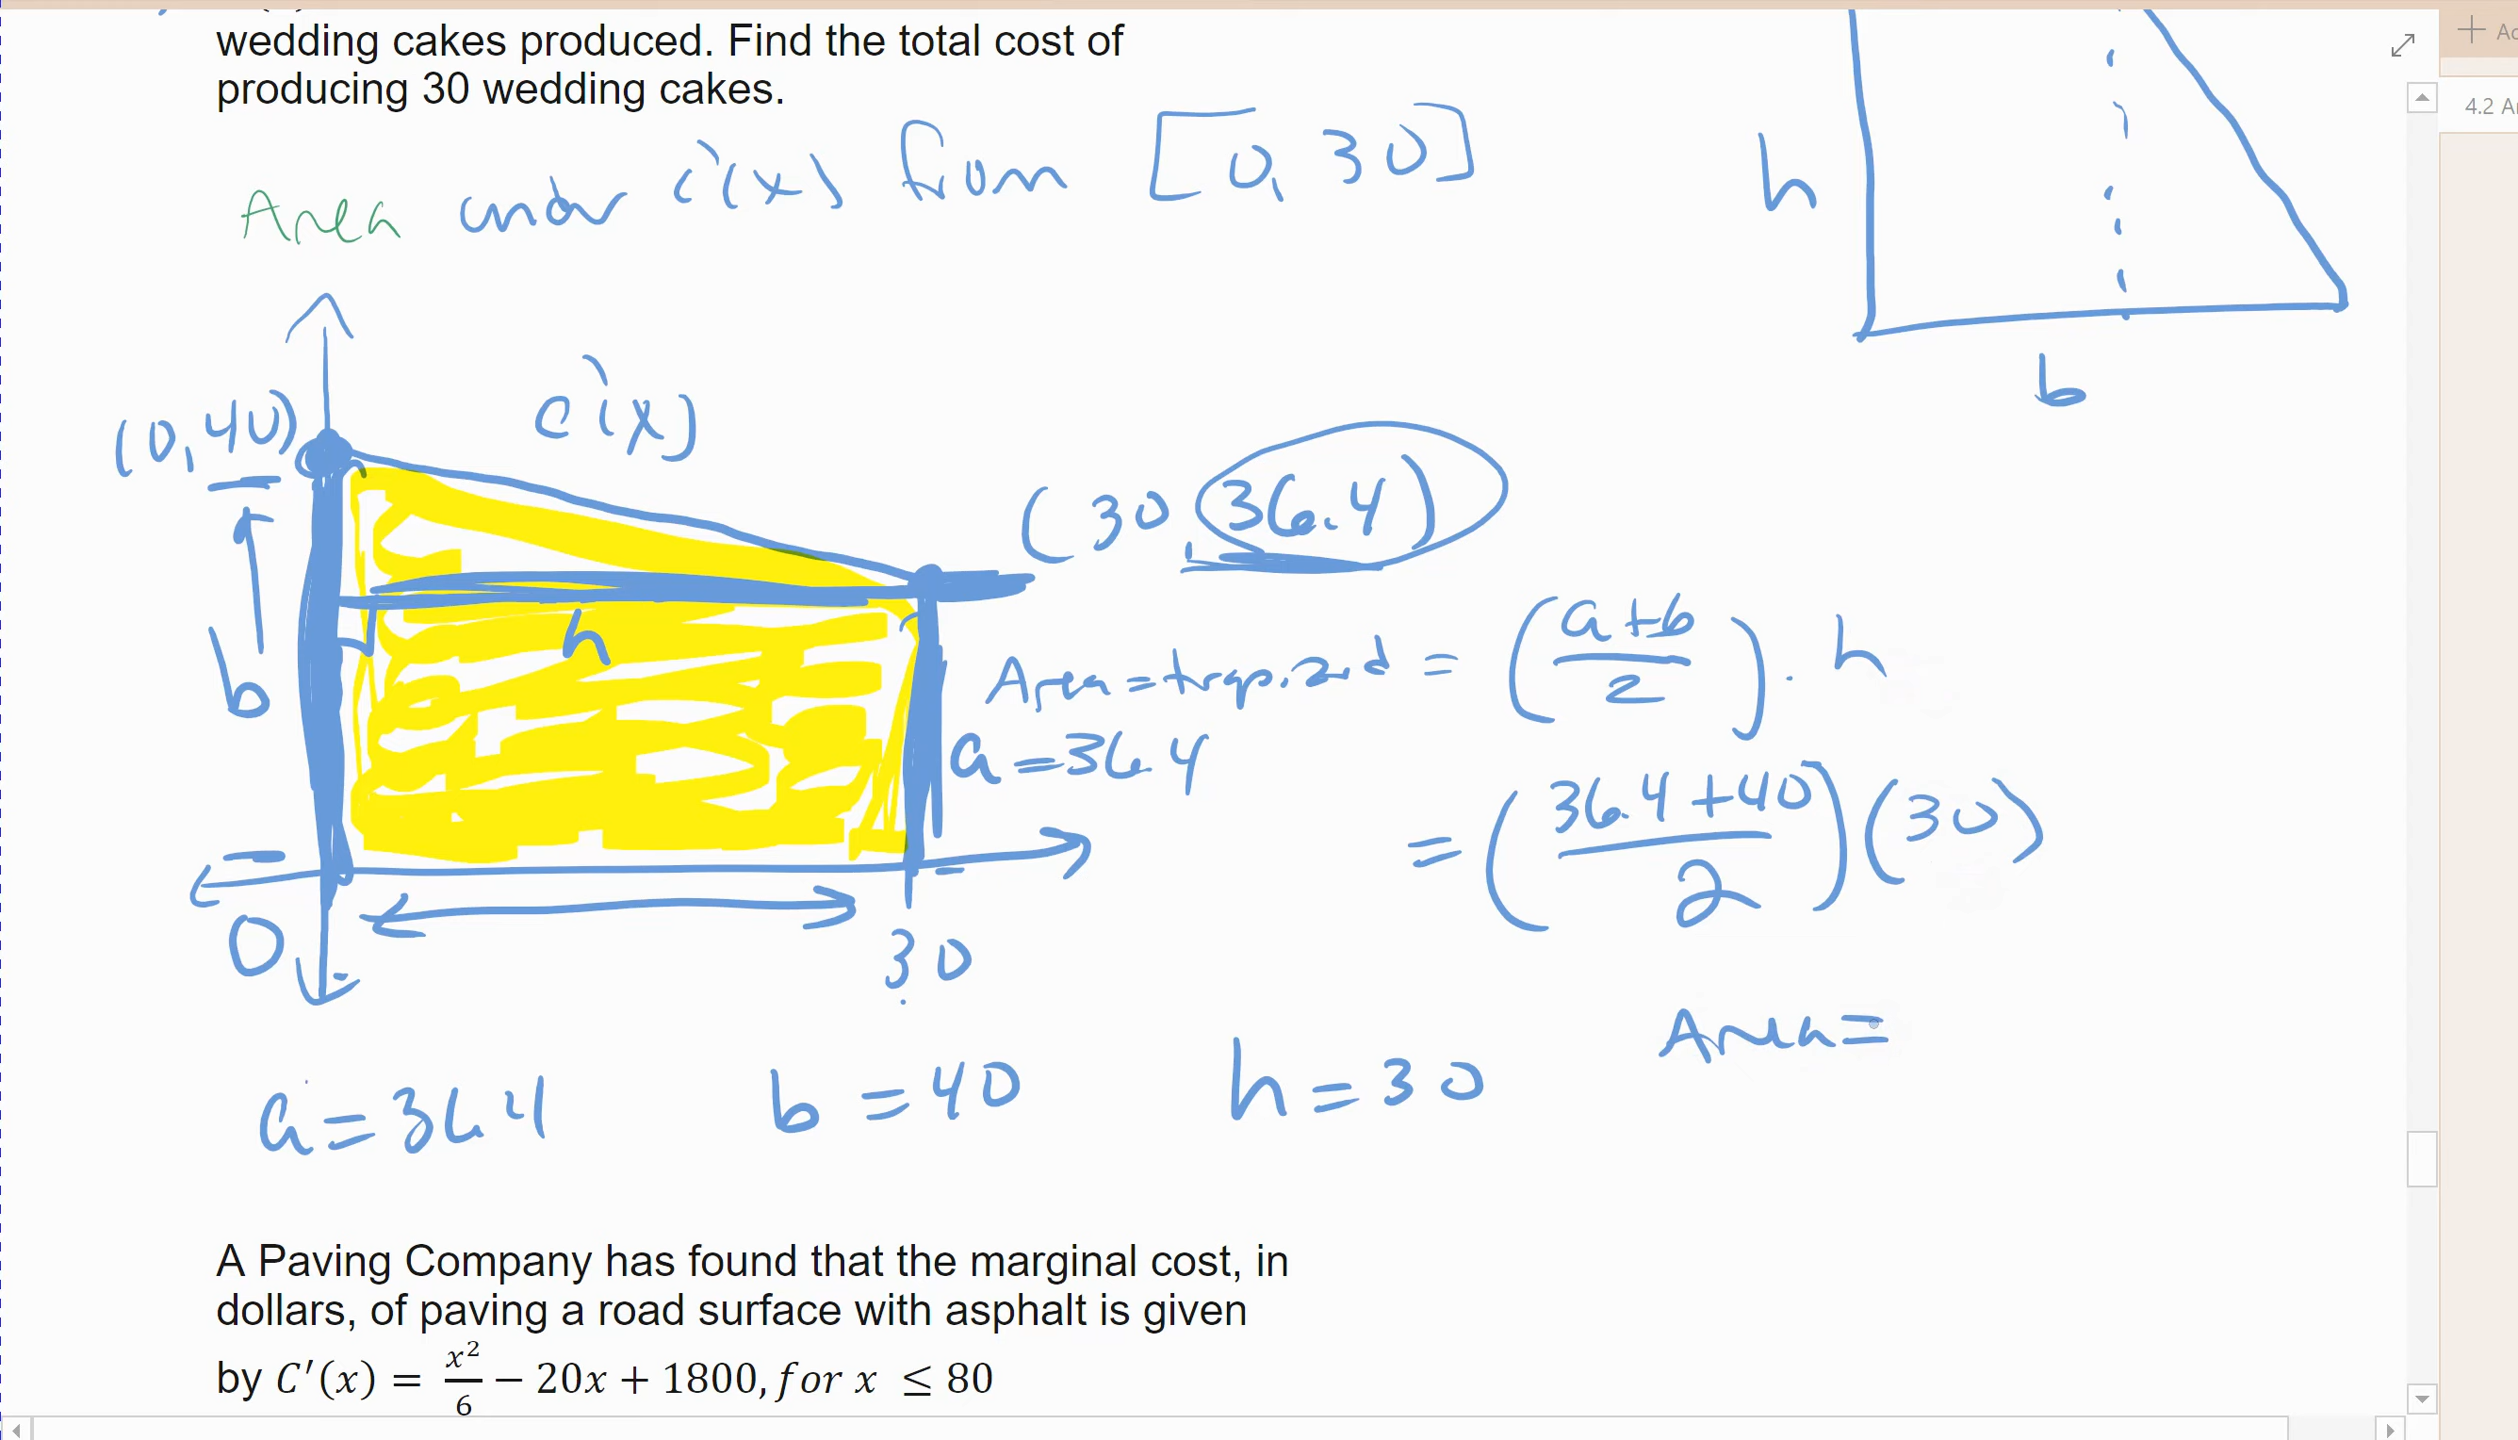 wedding cakes produced. Find the total cost of
producing 30 wedding cakes.
Area under C'(x) from [0, 30]
h
b
(0,40)
C'(x)
(30, 36.4)
b
h
Area = trapezoid = (a+b/2) · h
a = 36.4
= (36.4+40/2)(30)
0
30
Area =
a = 36.4 b = 40 h = 30
A Paving Company has found that the marginal cost, in
dollars, of paving a road surface with asphalt is given
by C′(x) = x²/6 − 20x + 1800, for x ≤ 80
4.2